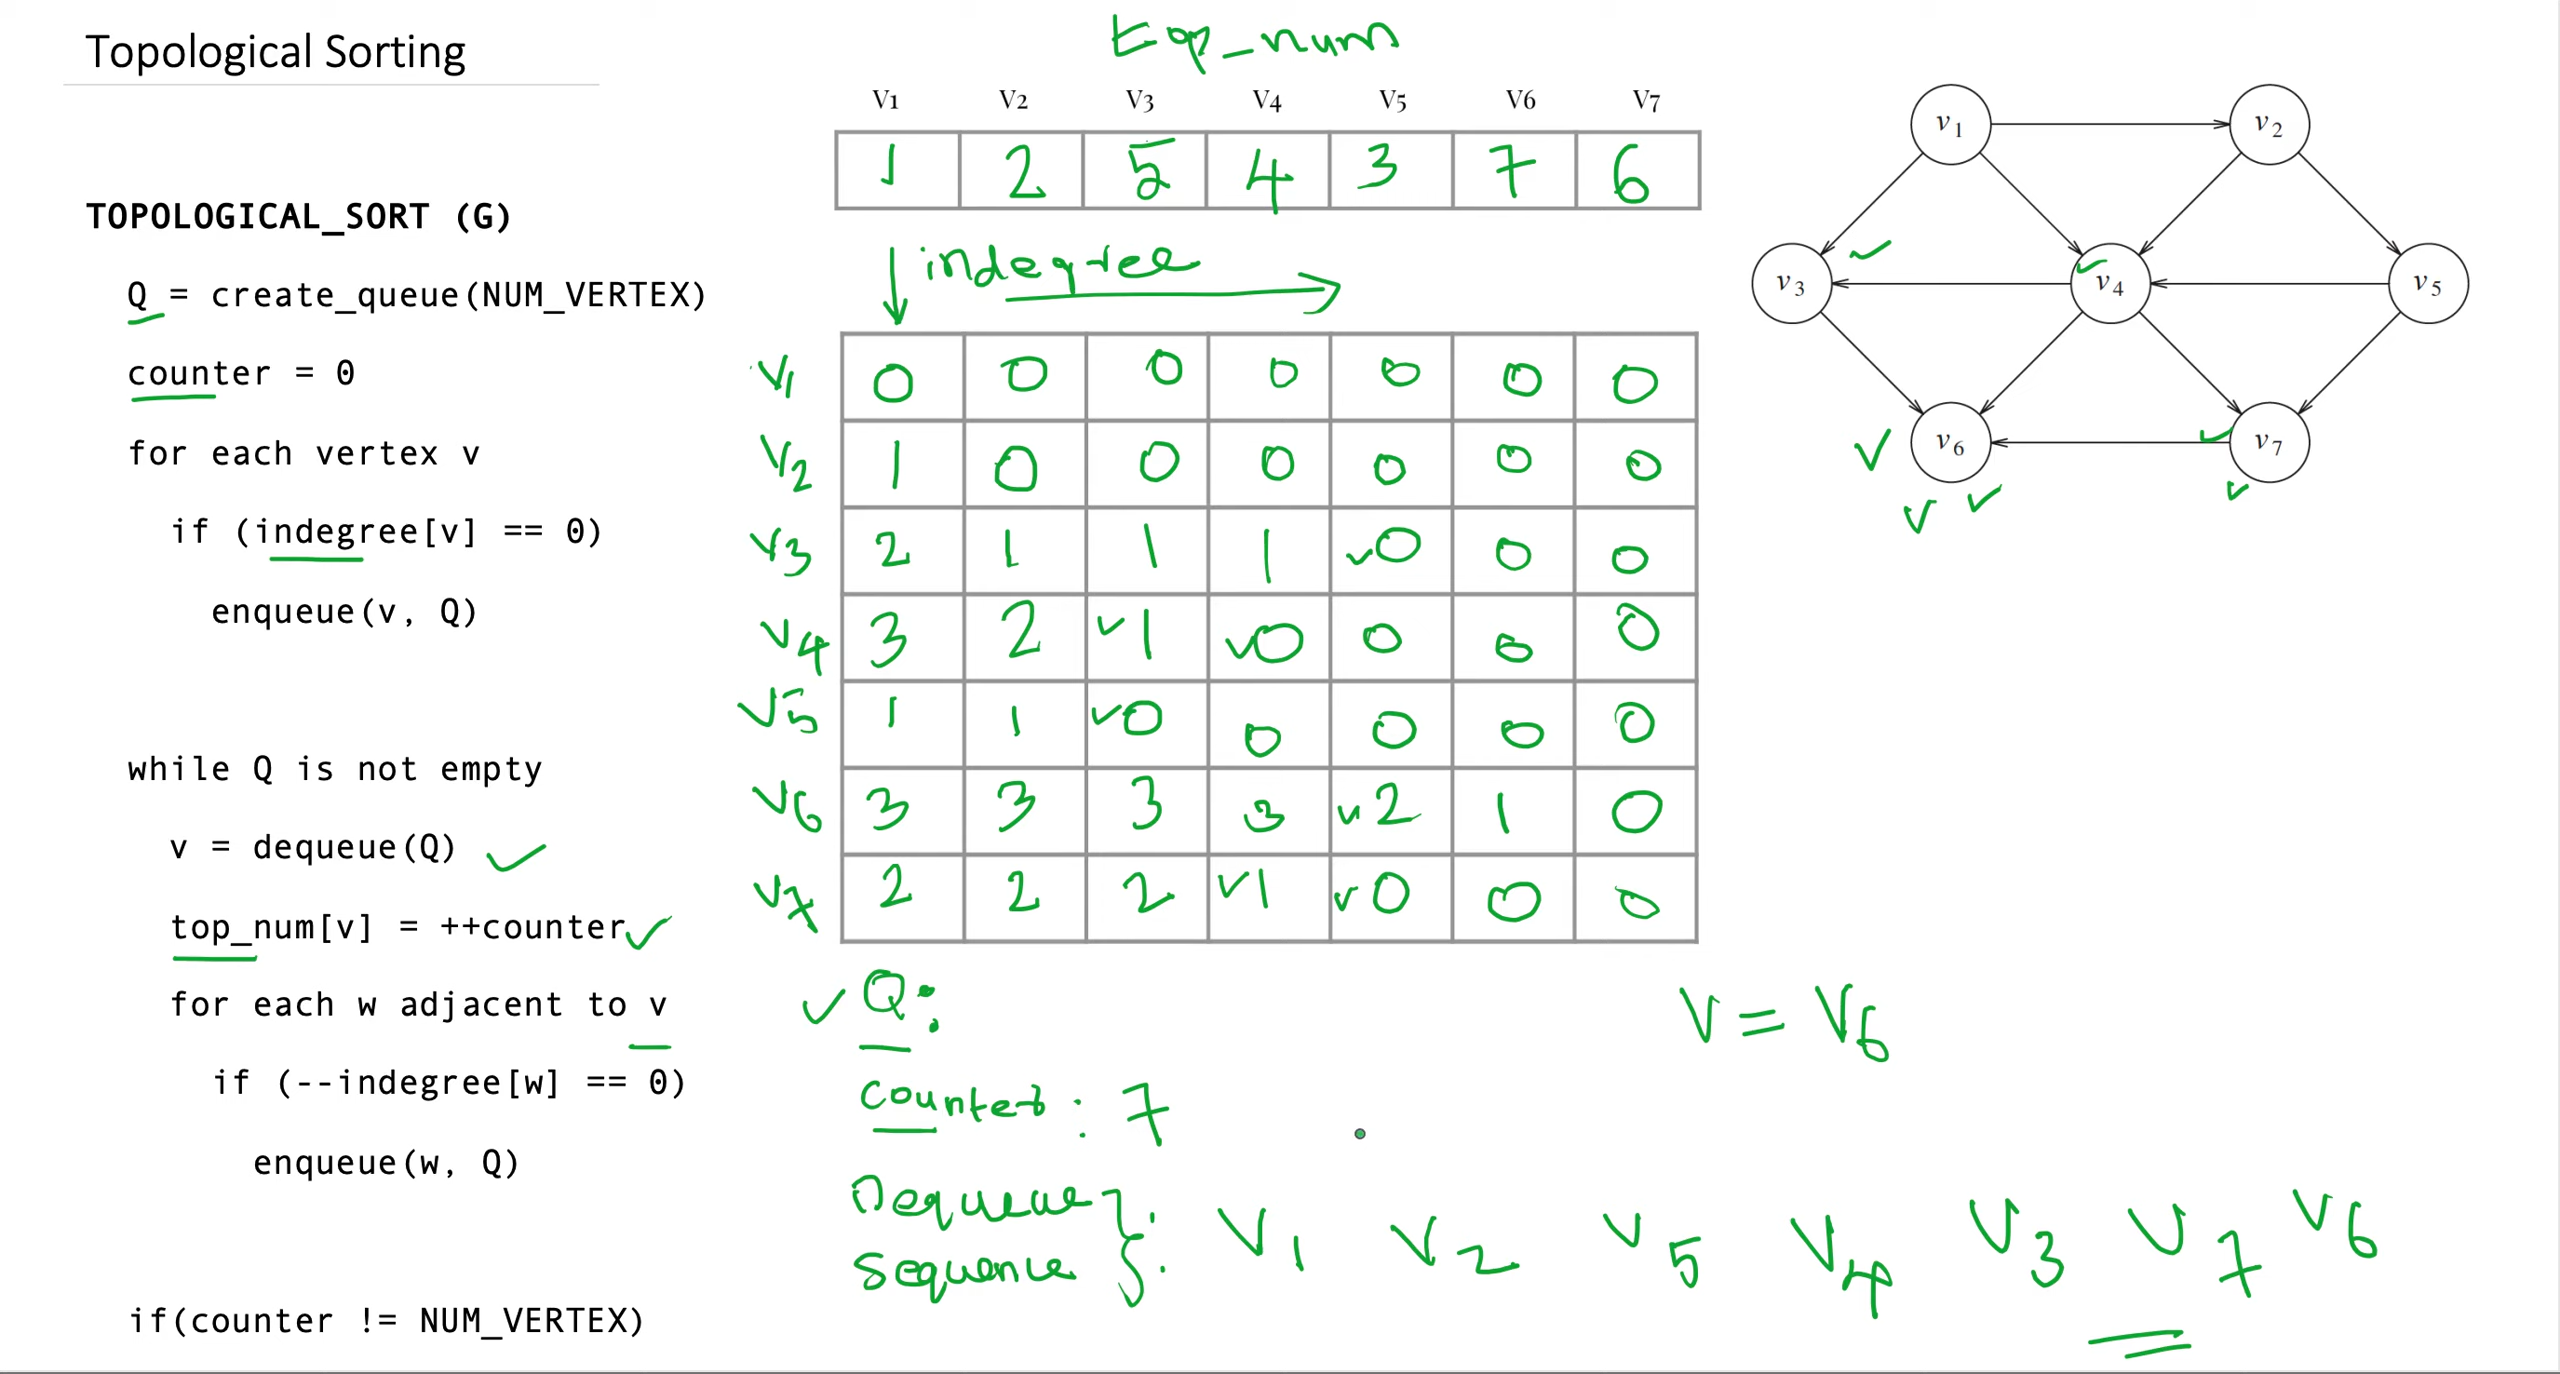 Topological Sorting
TOPOLOGICAL_SORT (G)
Q = create_queue(NUM_VERTEX)
counter = 0
for each vertex v
if (indegree[v] == 0)
enqueue(v, Q)
while Q is not empty
v = dequeue(Q)
top_num[v] = ++counter
for each w adjacent to v
if (--indegree[w] == 0)
enqueue(w, Q)
if(counter != NUM_VERTEX)
top_num
V1 V2 V3 V4 V5 V6 V7
1 2 5 4 3 7 6
indegree
V1 0 0 0 0 0 0 0
V2 1 0 0 0 0 0 0
V3 2 1 1 1 0 0 0
V4 3 2 1 0 0 0 0
V5 1 1 0 0 0 0 0
V6 3 3 3 3 2 1 0
V7 2 2 2 1 0 0 0
Q:
counter : 7
V = V6
Dequeue
Sequence } : V1 V2 V5 V4 V3 V7 V6
v1 v2
v3 v4 v5
v6 v7